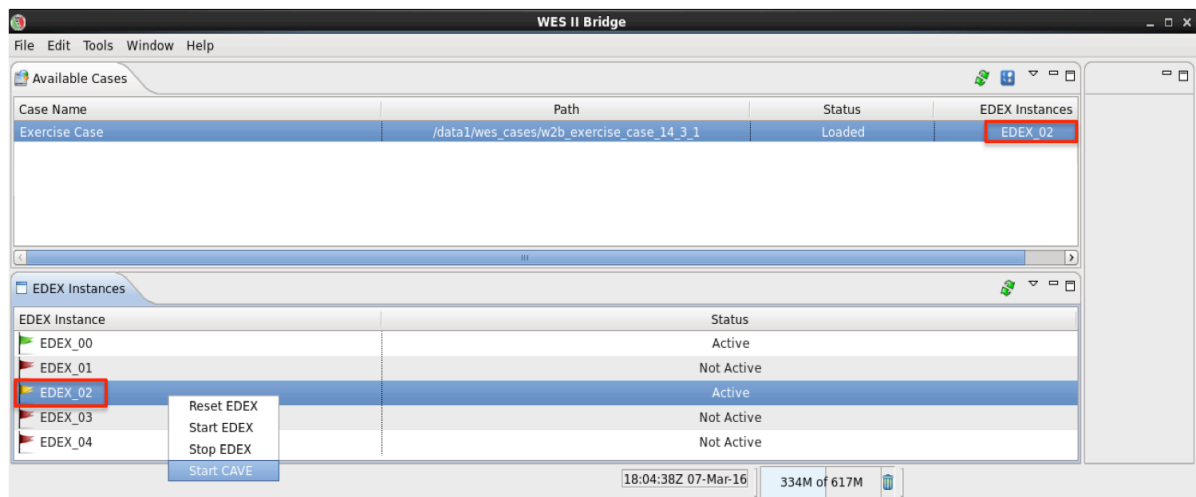 WES II Bridge
File Edit Tools Window Help
Available Cases
Case Name Path Status EDEX Instances
Exercise Case /data1/wes_cases/w2b_exercise_case_14_3_1 Loaded EDEX_02
EDEX Instances
EDEX Instance Status
EDEX_00 Active
EDEX_01 Not Active
EDEX_02 Active
EDEX_03 Not Active
EDEX_04 Not Active
Reset EDEX
Start EDEX
Stop EDEX
Start CAVE
18:04:38Z 07-Mar-16 334M of 617M